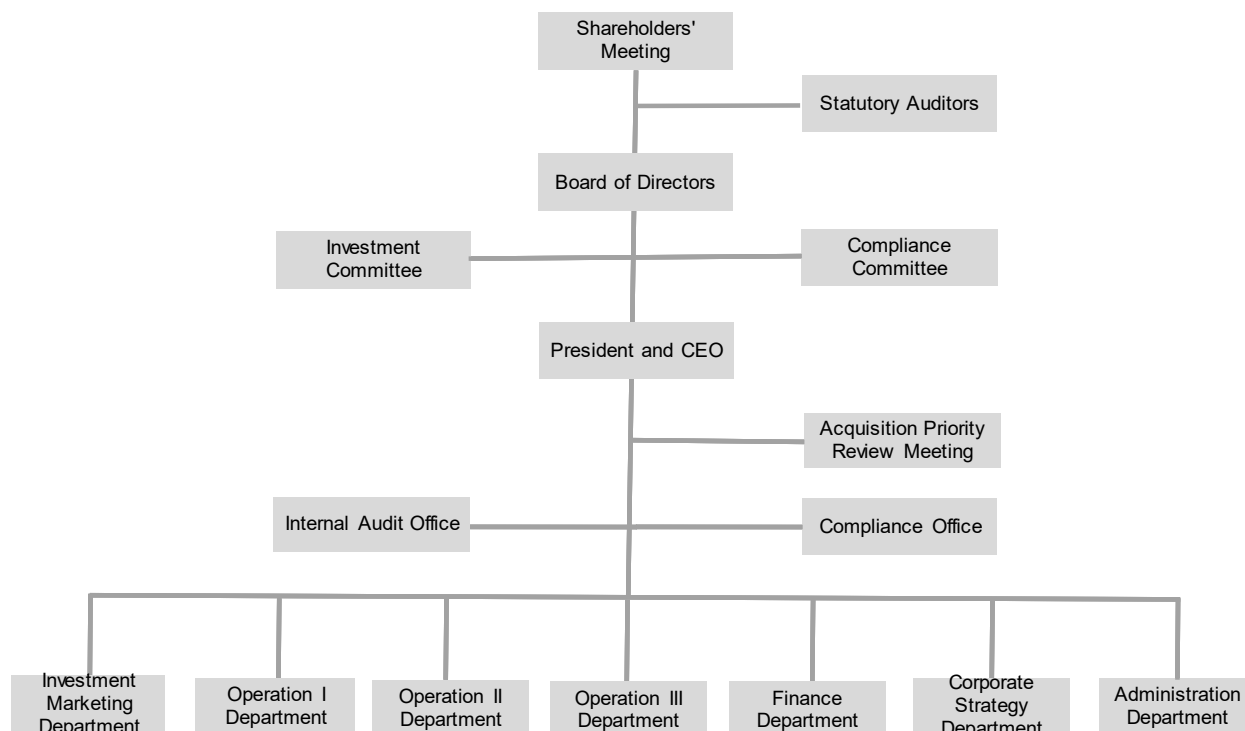 Shareholders'
Meeting
Statutory Auditors
Board of Directors
Investment
Committee
Compliance
Committee
President and CEO
Acquisition Priority
Review Meeting
Internal Audit Office
Compliance Office
Investment
Marketing
Department
Operation I
Department
Operation II
Department
Operation III
Department
Finance
Department
Corporate
Strategy
Department
Administration
Department